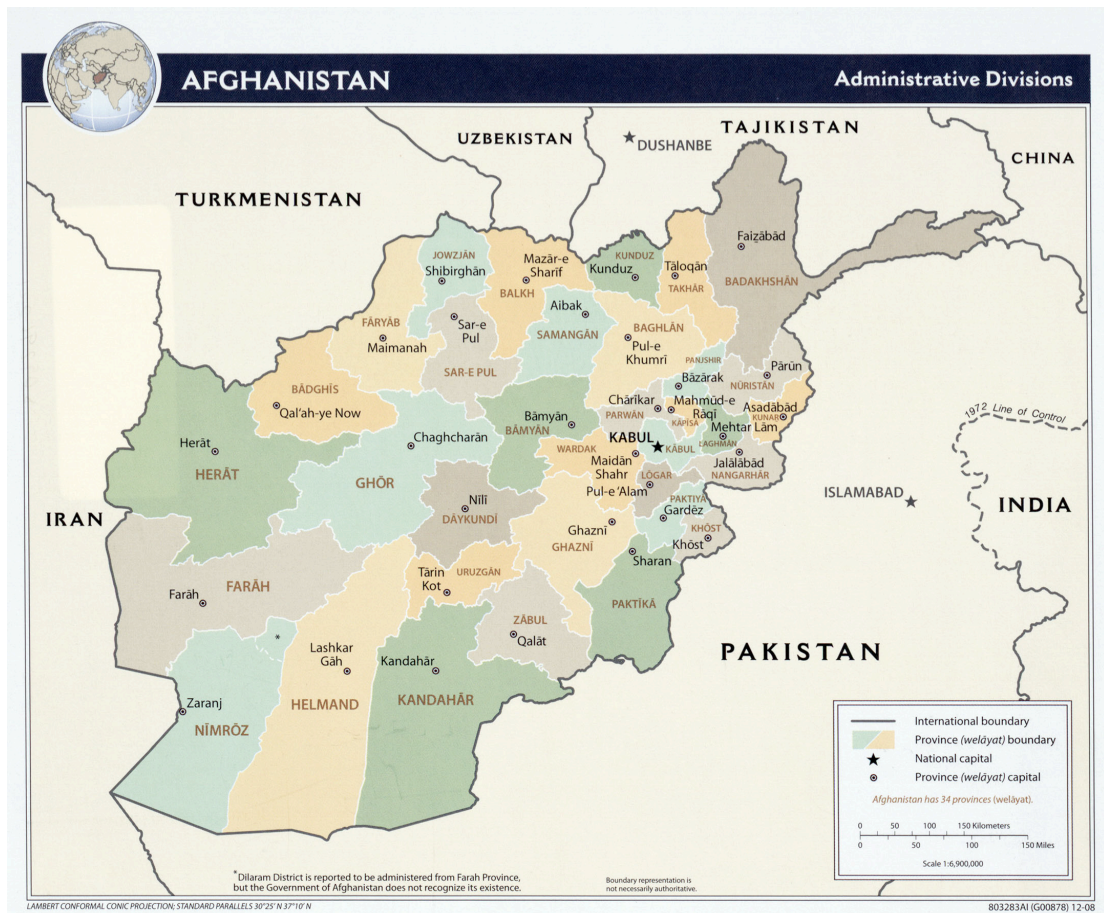 AFGHANISTAN
Administrative Divisions
UZBEKISTAN
DUSHANBE
TAJIKISTAN
CHINA
TURKMENISTAN
Faiẕābād
JOWZJĀN
Shibirghān
Mazār-e
Sharīf
BALKH
KUNDUZ
Kunduz
Tāloqān
TAKHĀR
BADAKHSHĀN
FĀRYĀB
Maimanah
Sar-e
Pul
Aibak
SAMANGĀN
BAGHLĀN
Pul-e
Khumrī
SAR-E PUL
PANJSHIR
Bāzārak
Pārūn
NŪRISTĀN
BĀDGHĪS
Qal‘ah-ye Now
Chārīkar
PARWĀN
Mahmūd-e
Rāqī
KĀPĪSA
Asadābād
KUNAR
Mehtar Lām
LAGHMĀN
1972 Line of Control
Bāmyān
BĀMYĀN
KABUL
KĀBUL
Herāt
HERĀT
Chaghcharān
GHŌR
WARDAK
Maidān
Shahr
Jalālābād
NANGARHĀR
LŌGAR
Pul-e ‘Alam
ISLAMABAD
INDIA
IRAN
Nīlī
DĀYKUNDĪ
PAKTIYĀ
Gardēz
KHŌST
Khōst
Ghaznī
GHAZNĪ
Sharan
FARĀH
Farāh
Tārin
Kot
URUZGĀN
PAKTĪKĀ
ZĀBUL
Qalāt
*
Lashkar
Gāh
Kandahār
PAKISTAN
Zaranj
NĪMRŌZ
HELMAND
KANDAHĀR
International boundary
Province (welāyat) boundary
National capital
Province (welāyat) capital
Afghanistan has 34 provinces (welāyat).
0 50 100 150 Kilometers
0 50 100 150 Miles
Scale 1:6,900,000
*Dilaram District is reported to be administered from Farah Province,
but the Government of Afghanistan does not recognize its existence.
Boundary representation is
not necessarily authoritative.
LAMBERT CONFORMAL CONIC PROJECTION; STANDARD PARALLELS 30°25' N 37°10' N
803283AI (G00878) 12-08